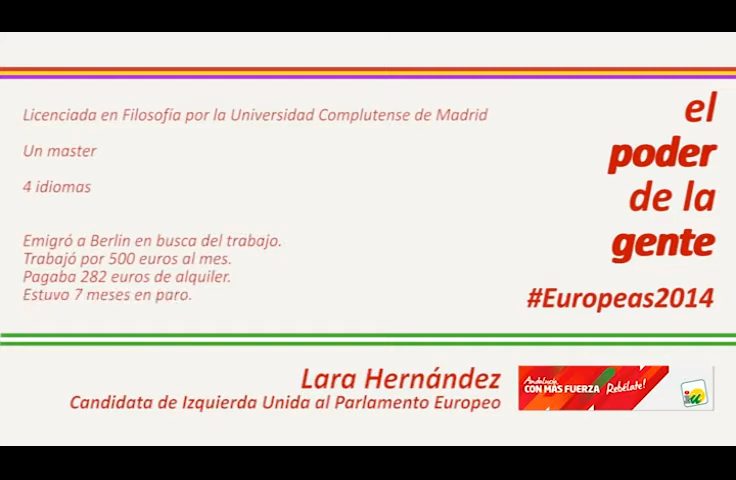 Licenciada en Filosofía por la Universidad Complutense de Madrid
Un master
4 idiomas
Emigró a Berlin en busca del trabajo.
Trabajó por 500 euros al mes.
Pagaba 282 euros de alquiler.
Estuvo 7 meses en paro.
el
poder
de la
gente
#Europeas2014
Lara Hernández
Candidata de Izquierda Unida al Parlamento Europeo
Andalucía
CON MÁS FUERZA Rebélate!